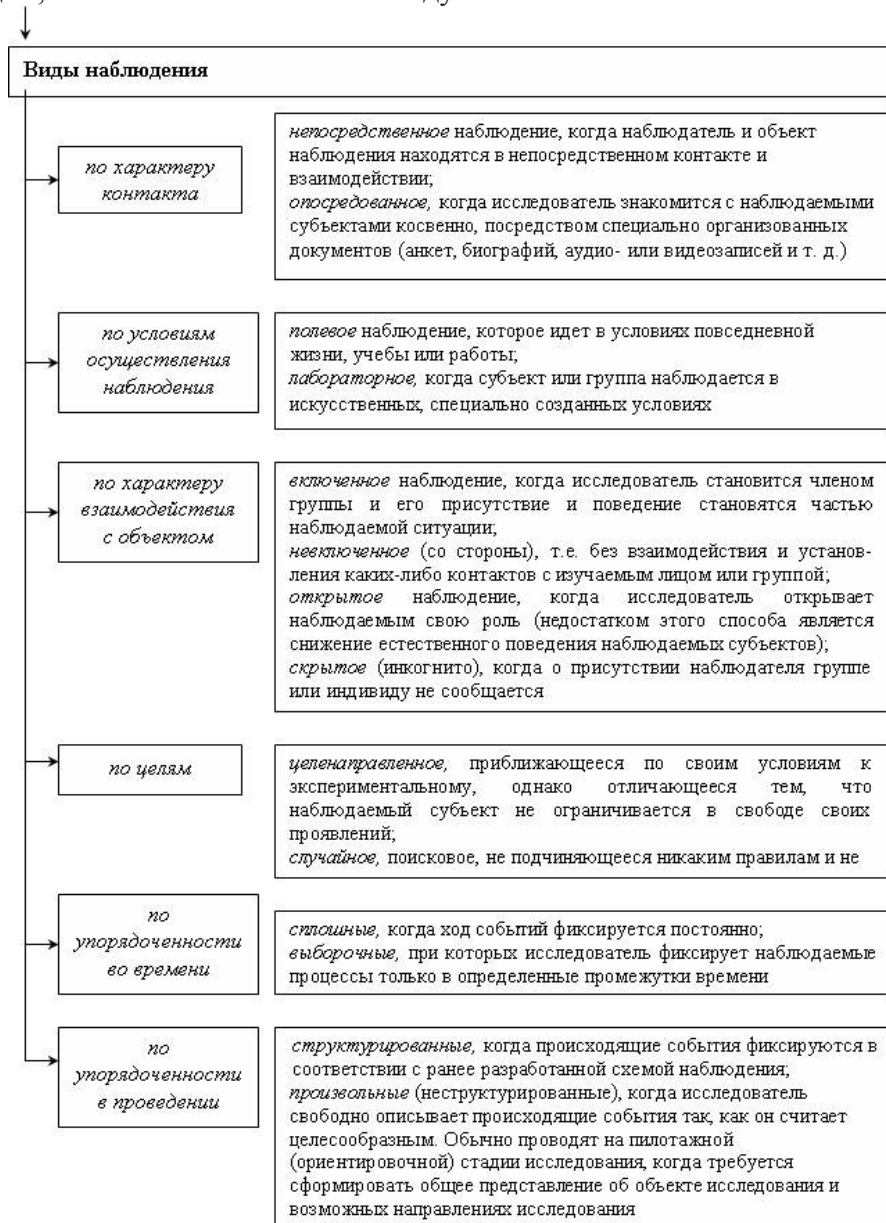 Виды наблюдения
по характеру
контакта
непосредственное наблюдение, когда наблюдатель и объект
наблюдения находятся в непосредственном контакте и
взаимодействии;
опосредованное, когда исследователь знакомится с наблюдаемыми
субъектами косвенно, посредством специально организованных
документов (анкет, биографий, аудио- или видеозаписей и т. д.)
по условиям
осуществления
наблюдения
полевое наблюдение, которое идет в условиях повседневной
жизни, учебы или работы;
лабораторное, когда субъект или группа наблюдается в
искусственных, специально созданных условиях
по характеру
взаимодействия
с объектом
включенное наблюдение, когда исследователь становится членом
группы и его присутствие и поведение становятся частью
наблюдаемой ситуации;
невключенное (со стороны), т.е. без взаимодействия и установ-
ления каких-либо контактов с изучаемым лицом или группой;
открытое наблюдение, когда исследователь открывает
наблюдаемым свою роль (недостатком этого способа является
снижение естественного поведения наблюдаемых субъектов);
скрытое (инкогнито), когда о присутствии наблюдателя группе
или индивиду не сообщается
по целям
целенаправленное, приближающееся по своим условиям к
экспериментальному, однако отличающееся тем, что
наблюдаемый субъект не ограничивается в свободе своих
проявлений;
случайное, поисковое, не подчиняющееся никаким правилам и не
по
упорядоченности
во времени
сплошные, когда ход событий фиксируется постоянно;
выборочные, при которых исследователь фиксирует наблюдаемые
процессы только в определенные промежутки времени
по
упорядоченности
в проведении
структурированные, когда происходящие события фиксируются в
соответствии с ранее разработанной схемой наблюдения;
произвольные (неструктурированные), когда исследователь
свободно описывает происходящие события так, как он считает
целесообразным. Обычно проводят на пилотажной
(ориентировочной) стадии исследования, когда требуется
сформировать общее представление об объекте исследования и
возможных направлениях исследования